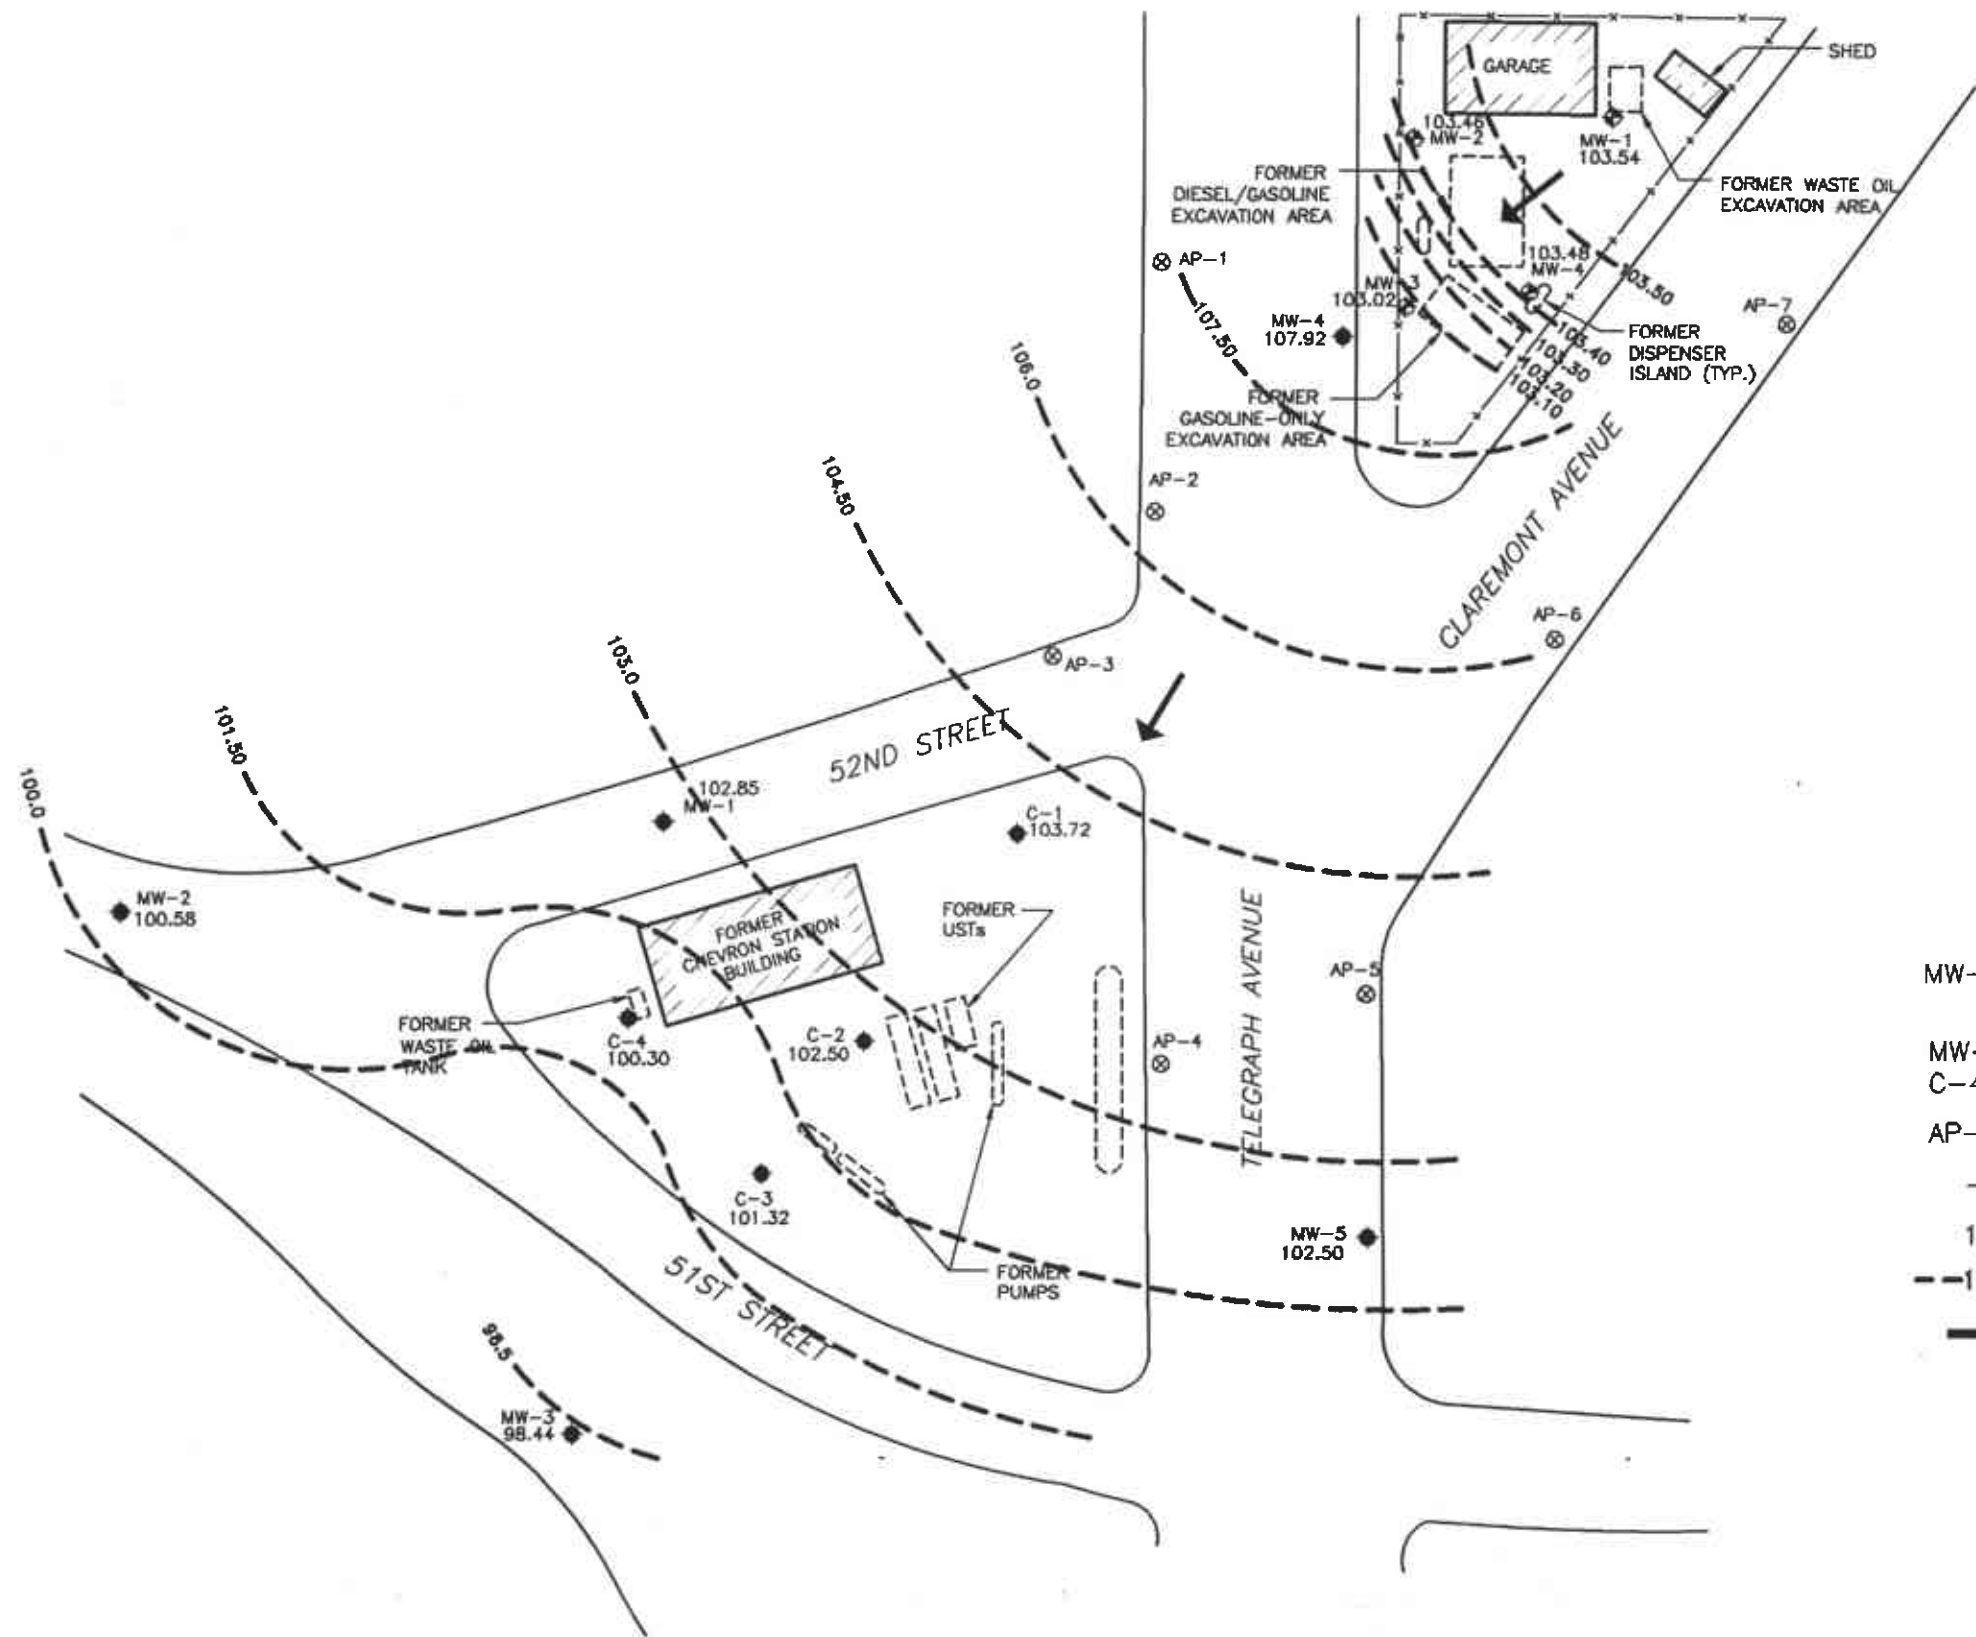 SHED
GARAGE
103.46
MW-2
MW-1
103.54
FORMER
DIESEL/GASOLINE
EXCAVATION AREA
FORMER WASTE OIL
EXCAVATION AREA
AP-1
103.48
MW-4
103.50
MW-3
103.02
AP-7
107.50
MW-4
107.92
FORMER
DISPENSER
ISLAND (TYP.)
103.40
103.30
103.20
103.10
106.0
FORMER
GASOLINE-ONLY
EXCAVATION AREA
CLAREMONT AVENUE
104.50
AP-2
AP-6
103.0
AP-3
101.50
52ND STREET
100.0
102.85
MW-1
C-1
103.72
MW-2
100.58
FORMER
CHEVRON STATION
BUILDING
FORMER
USTs
TELEGRAPH AVENUE
AP-5
MW-
FORMER
WASTE OIL
TANK
C-4
100.30
C-2
102.50
AP-4
MW-
C-4
AP-
C-3
101.32
MW-5
102.50
1
51ST STREET
FORMER
PUMPS
1
98.5
MW-3
98.44